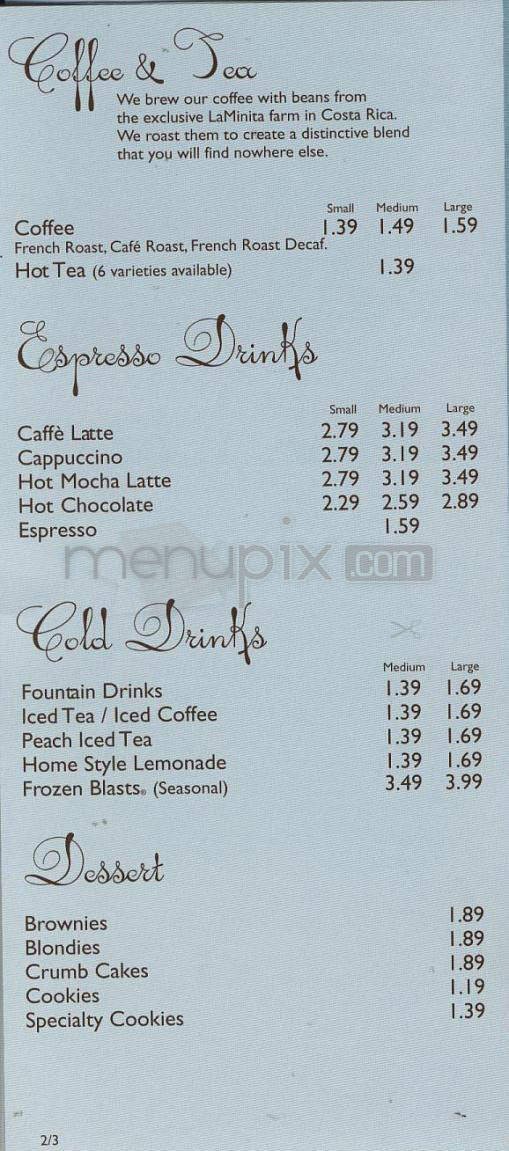 Coffee & Tea
We brew our coffee with beans from
the exclusive LaMinita farm in Costa Rica.
We roast them to create a distinctive blend
that you will find nowhere else.
Small Medium Large
Coffee 1.39 1.49 1.59
French Roast, Café Roast, French Roast Decaf.
Hot Tea (6 varieties available) 1.39
Espresso Drinks
Small Medium Large
Caffè Latte 2.79 3.19 3.49
Cappuccino 2.79 3.19 3.49
Hot Mocha Latte 2.79 3.19 3.49
Hot Chocolate 2.29 2.59 2.89
Espresso 1.59
menupix.com
Cold Drinks
Medium Large
Fountain Drinks 1.39 1.69
Iced Tea / Iced Coffee 1.39 1.69
Peach Iced Tea 1.39 1.69
Home Style Lemonade 1.39 1.69
Frozen Blasts® (Seasonal) 3.49 3.99
Dessert
Brownies 1.89
Blondies 1.89
Crumb Cakes 1.89
Cookies 1.19
Specialty Cookies 1.39
2/3